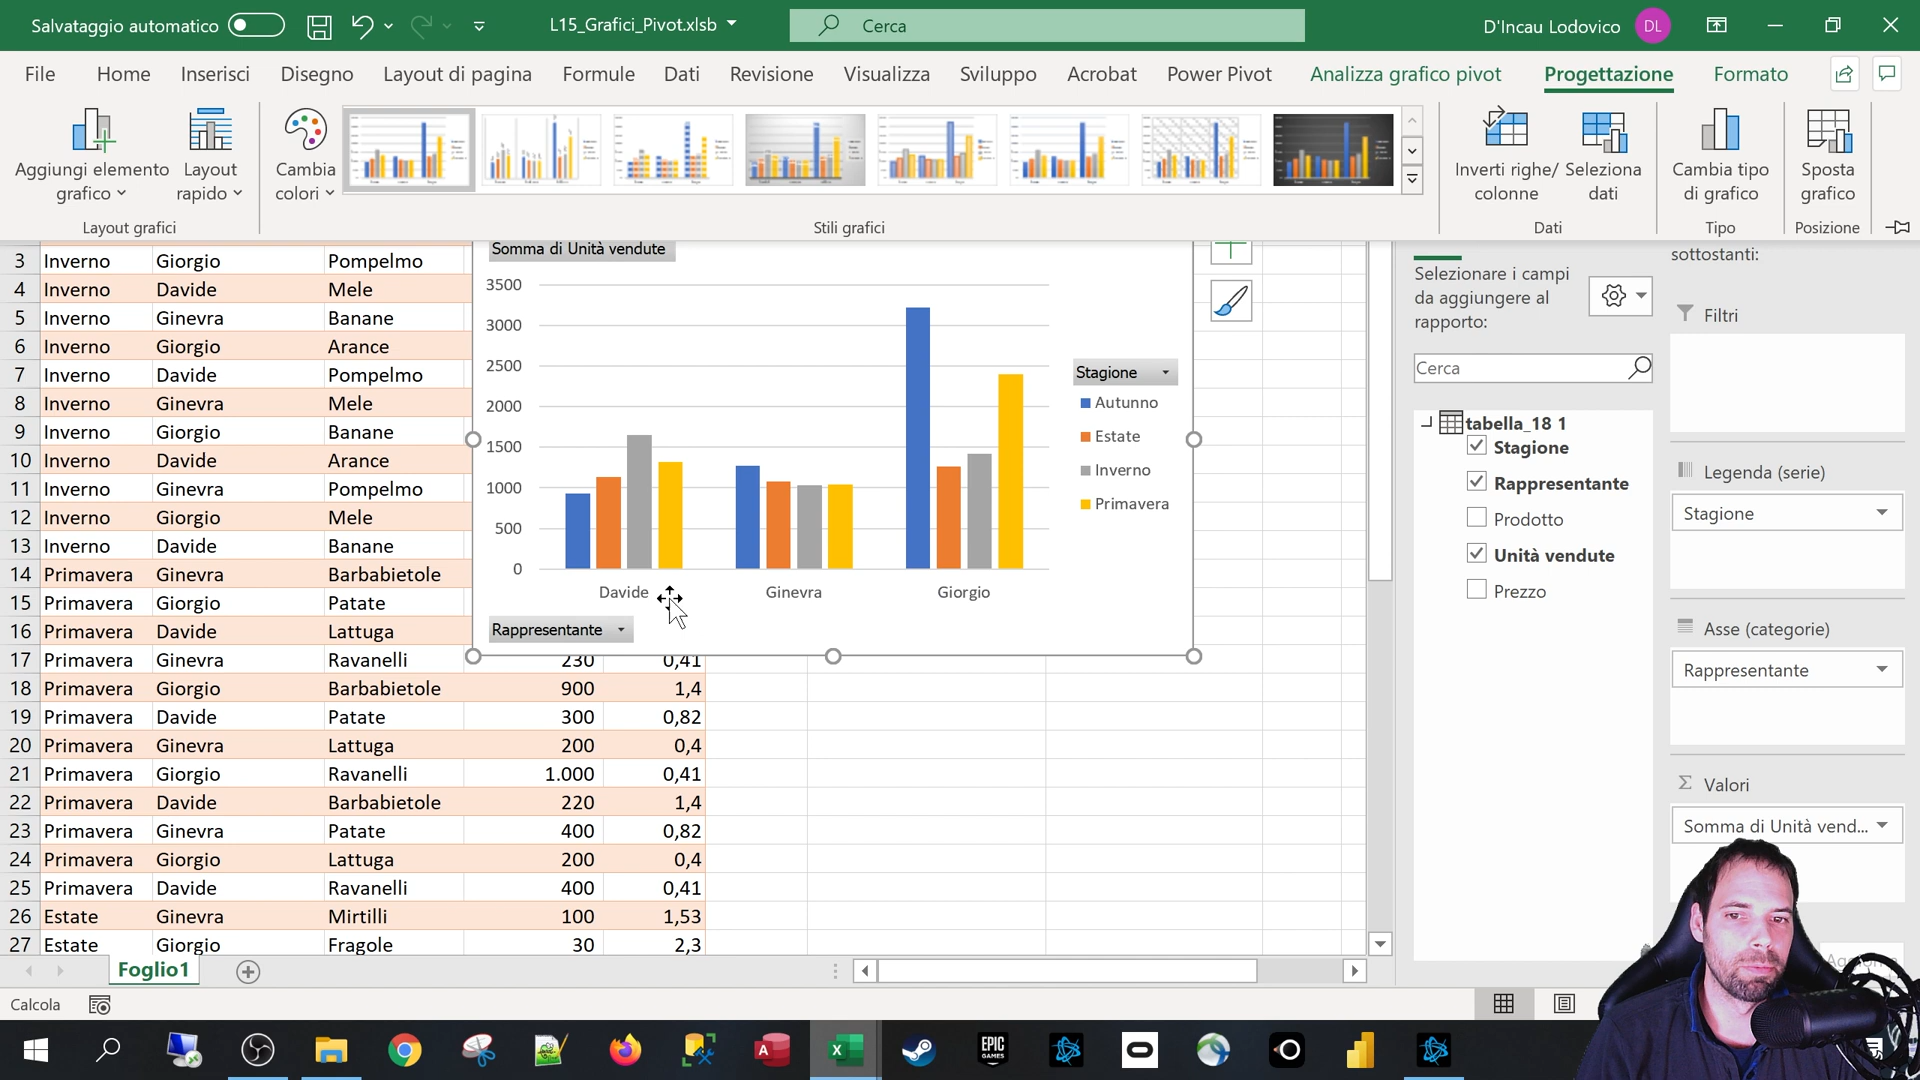 Salvataggio automatico
L15_Grafici_Pivot.xlsb
Cerca
D'Incau Lodovico DL
File Home Inserisci Disegno Layout di pagina Formule Dati Revisione Visualizza Sviluppo Acrobat Power Pivot Analizza grafico pivot Progettazione Formato
Aggiungi elemento grafico
Layout rapido
Cambia colori
Inverti righe/ colonne
Seleziona dati
Cambia tipo di grafico
Sposta grafico
Layout grafici Stili grafici Dati Tipo Posizione
3 Inverno Giorgio Pompelmo
4 Inverno Davide Mele
5 Inverno Ginevra Banane
6 Inverno Giorgio Arance
7 Inverno Davide Pompelmo
8 Inverno Ginevra Mele
9 Inverno Giorgio Banane
10 Inverno Davide Arance
11 Inverno Ginevra Pompelmo
12 Inverno Giorgio Mele
13 Inverno Davide Banane
14 Primavera Ginevra Barbabietole
15 Primavera Giorgio Patate
16 Primavera Davide Lattuga
17 Primavera Ginevra Ravanelli 230 0,41
18 Primavera Giorgio Barbabietole 900 1,4
19 Primavera Davide Patate 300 0,82
20 Primavera Ginevra Lattuga 200 0,4
21 Primavera Giorgio Ravanelli 1.000 0,41
22 Primavera Davide Barbabietole 220 1,4
23 Primavera Ginevra Patate 400 0,82
24 Primavera Giorgio Lattuga 200 0,4
25 Primavera Davide Ravanelli 400 0,41
26 Estate Ginevra Mirtilli 100 1,53
27 Estate Giorgio Fragole 30 2,3
Somma di Unità vendute
3500
3000
2500
2000
1500
1000
500
0
Davide Ginevra Giorgio
Rappresentante
Stagione
Autunno
Estate
Inverno
Primavera
Selezionare i campi
da aggiungere al
rapporto:
Cerca
tabella_18 1
Stagione
Rappresentante
Prodotto
Unità vendute
Prezzo
sottostanti:
Filtri
Legenda (serie)
Stagione
Asse (categorie)
Rappresentante
Σ Valori
Somma di Unità vend...
Foglio1
Calcola
EPIC
GAMES